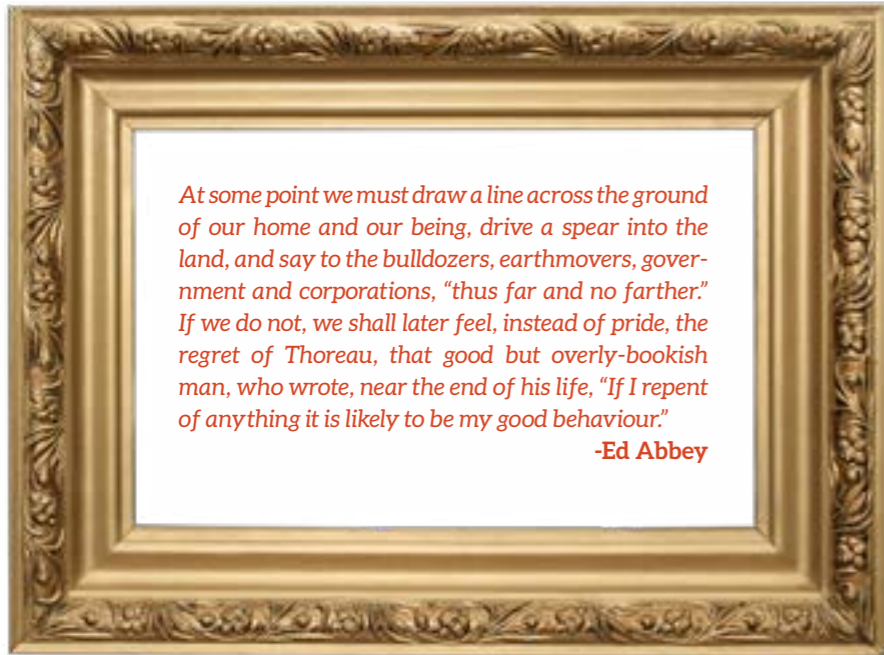 At some point we must draw a line across the ground
of our home and our being, drive a spear into the
land, and say to the bulldozers, earthmovers, gover-
nment and corporations, “thus far and no farther.”
If we do not, we shall later feel, instead of pride, the
regret of Thoreau, that good but overly-bookish
man, who wrote, near the end of his life, “If I repent
of anything it is likely to be my good behaviour.”
-Ed Abbey